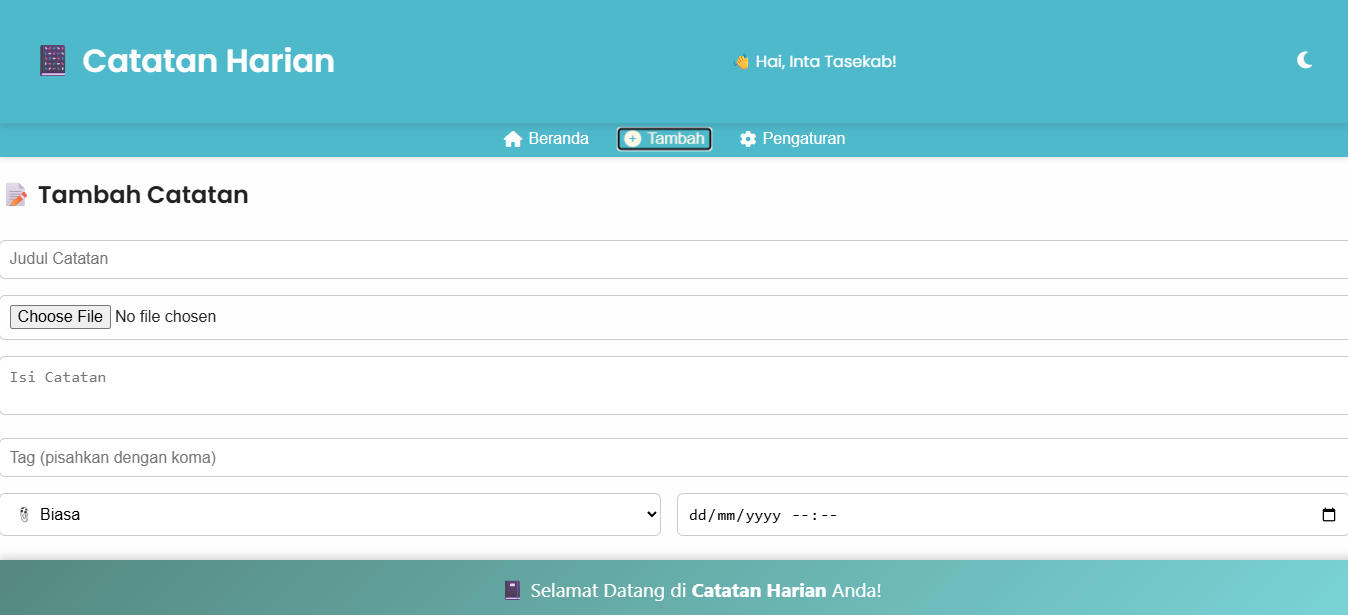 Catatan Harian
Hai, Inta Tasekab!
Beranda Tambah Pengaturan
Tambah Catatan
Judul Catatan
Choose File No file chosen
Isi Catatan
Tag (pisahkan dengan koma)
Biasa dd/mm/yyyy --:--
Selamat Datang di Catatan Harian Anda!